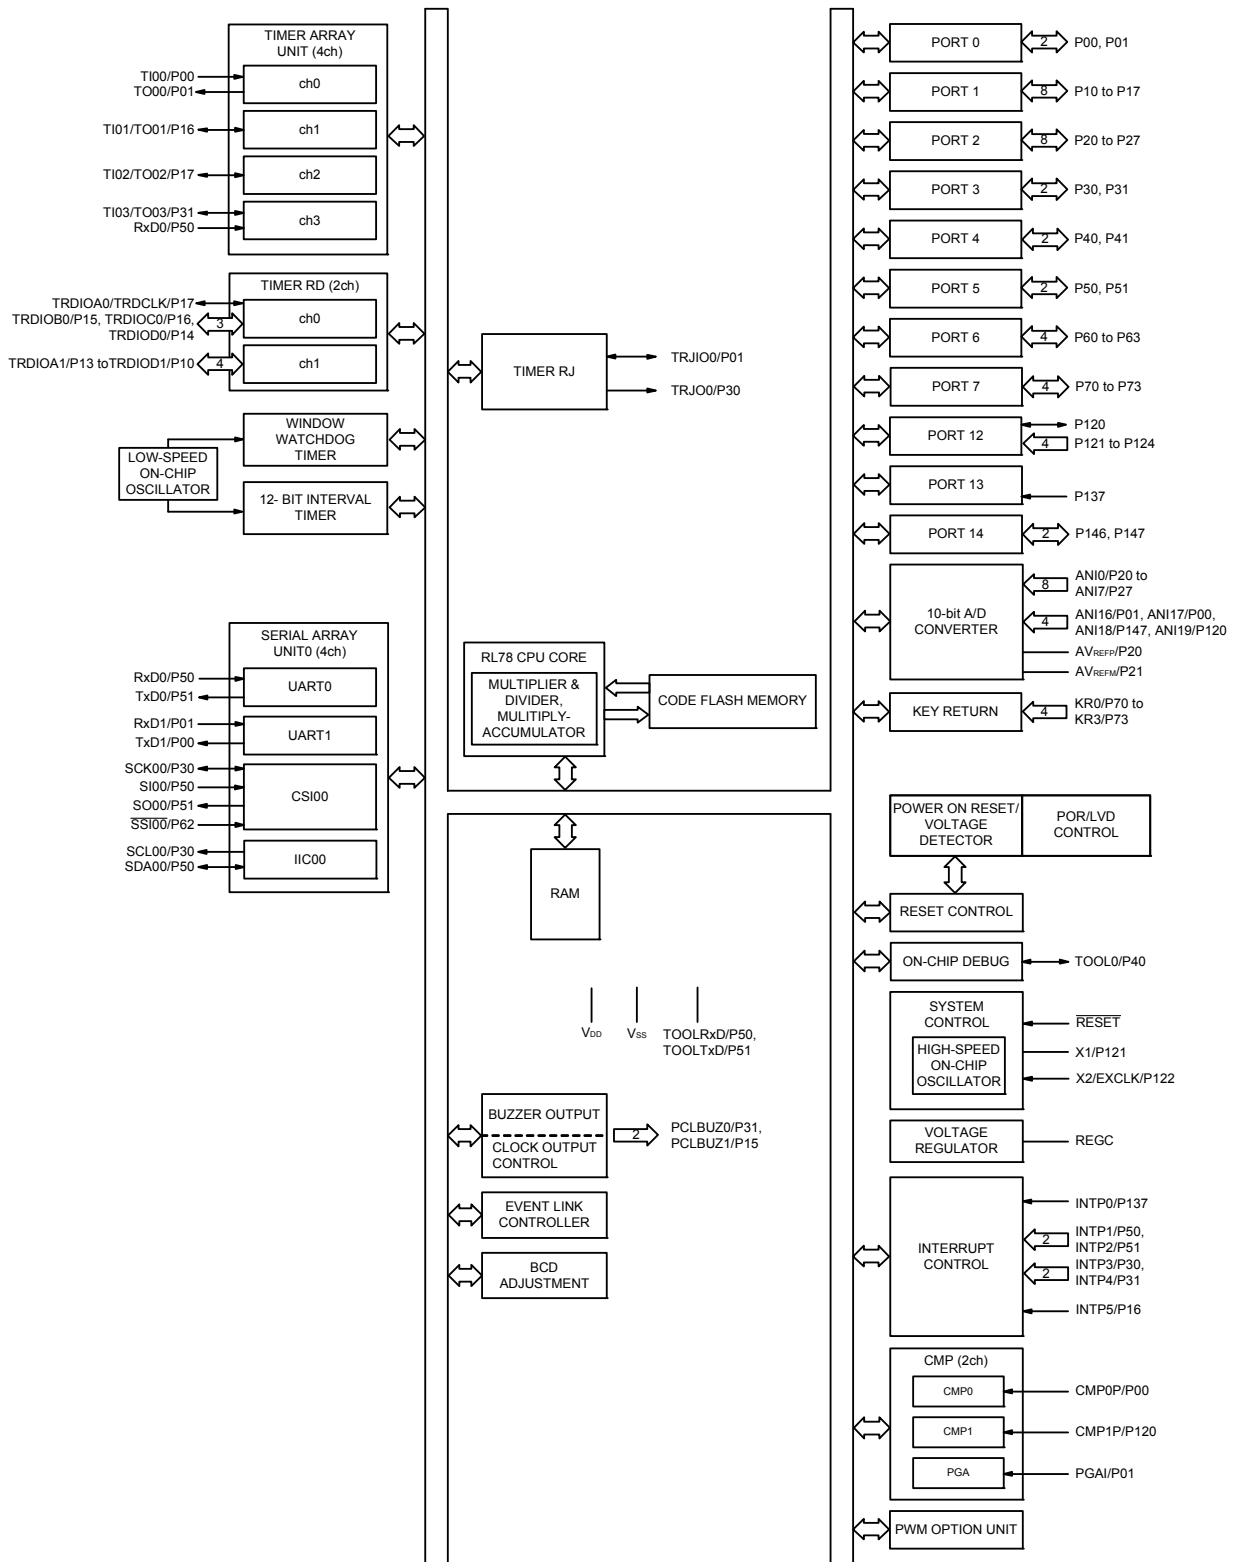 TIMER ARRAY
UNIT (4ch)
TI00/P00
TO00/P01
ch0
TI01/TO01/P16
ch1
TI02/TO02/P17
ch2
TI03/TO03/P31
RxD0/P50
ch3
TIMER RD (2ch)
TRDIOA0/TRDCLK/P17
TRDIOB0/P15, TRDIOC0/P16,
TRDIOD0/P14
3
ch0
TRDIOA1/P13 toTRDIOD1/P10
4
ch1
WINDOW
WATCHDOG
TIMER
LOW-SPEED
ON-CHIP
OSCILLATOR
12- BIT INTERVAL
TIMER
SERIAL ARRAY
UNIT0 (4ch)
RxD0/P50
TxD0/P51
UART0
RxD1/P01
TxD1/P00
UART1
SCK00/P30
SI00/P50
SO00/P51
SSI00/P62
CSI00
SCL00/P30
SDA00/P50
IIC00
TIMER RJ
TRJIO0/P01
TRJO0/P30
RL78 CPU CORE
MULTIPLIER &
DIVIDER,
MULITIPLY-
ACCUMULATOR
CODE FLASH MEMORY
RAM
VDD
VSS
TOOLRxD/P50,
TOOLTxD/P51
BUZZER OUTPUT
CLOCK OUTPUT
CONTROL
2
PCLBUZ0/P31,
PCLBUZ1/P15
EVENT LINK
CONTROLLER
BCD
ADJUSTMENT
PORT 0
2
P00, P01
PORT 1
8
P10 to P17
PORT 2
8
P20 to P27
PORT 3
2
P30, P31
PORT 4
2
P40, P41
PORT 5
2
P50, P51
PORT 6
4
P60 to P63
PORT 7
4
P70 to P73
PORT 12
P120
4
P121 to P124
PORT 13
P137
PORT 14
2
P146, P147
10-bit A/D
CONVERTER
8
ANI0/P20 to
ANI7/P27
4
ANI16/P01, ANI17/P00,
ANI18/P147, ANI19/P120
AVREFP/P20
AVREFM/P21
KEY RETURN
4
KR0/P70 to
KR3/P73
POWER ON RESET/
VOLTAGE
DETECTOR
POR/LVD
CONTROL
RESET CONTROL
ON-CHIP DEBUG
TOOL0/P40
SYSTEM
CONTROL
HIGH-SPEED
ON-CHIP
OSCILLATOR
RESET
X1/P121
X2/EXCLK/P122
VOLTAGE
REGULATOR
REGC
INTERRUPT
CONTROL
INTP0/P137
2
INTP1/P50,
INTP2/P51
2
INTP3/P30,
INTP4/P31
INTP5/P16
CMP (2ch)
CMP0
CMP0P/P00
CMP1
CMP1P/P120
PGA
PGAI/P01
PWM OPTION UNIT